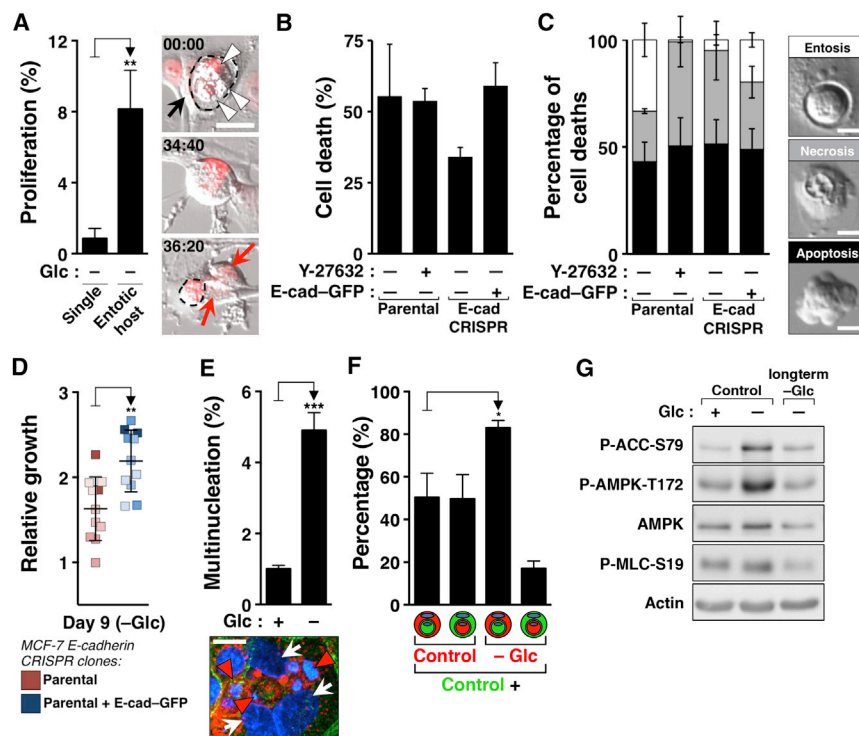 A
Proliferation (%)
12
8
4
0
**
Glc : – –
Single
Entotic host
00:00
34:40
36:20
B
Cell death (%)
75
50
25
0
Y-27632 : – + – –
E-cad–GFP : – – – +
Parental
E-cad
CRISPR
C
Percentage of
cell deaths
100
50
0
Y-27632 : – + – –
E-cad–GFP : – – – +
Parental
E-cad
CRISPR
Entosis
Necrosis
Apoptosis
D
Relative growth
3
2
1
**
Day 9 (–Glc)
MCF-7 E-cadherin
CRISPR clones:
Parental
Parental + E-cad–GFP
E
Multinucleation (%)
6
4
2
0
***
Glc : + –
F
Percentage (%)
100
80
60
40
20
0
*
Control – Glc
Control +
G
longterm
Control –Glc
Glc : + – –
P-ACC-S79
P-AMPK-T172
AMPK
P-MLC-S19
Actin